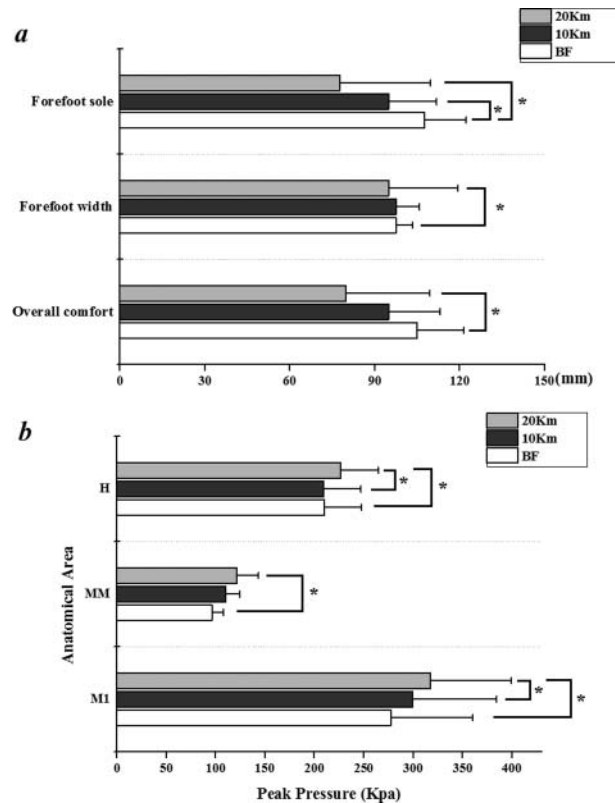 a
20Km
10Km
BF
Forefoot sole
*
*
Forefoot width
*
Overall comfort
*
0 30 60 90 120 150 (mm)
b
20Km
10Km
BF
Anatomical Area
H
*
*
MM
*
M1
*
*
0 50 100 150 200 250 300 350 400
Peak Pressure (Kpa)